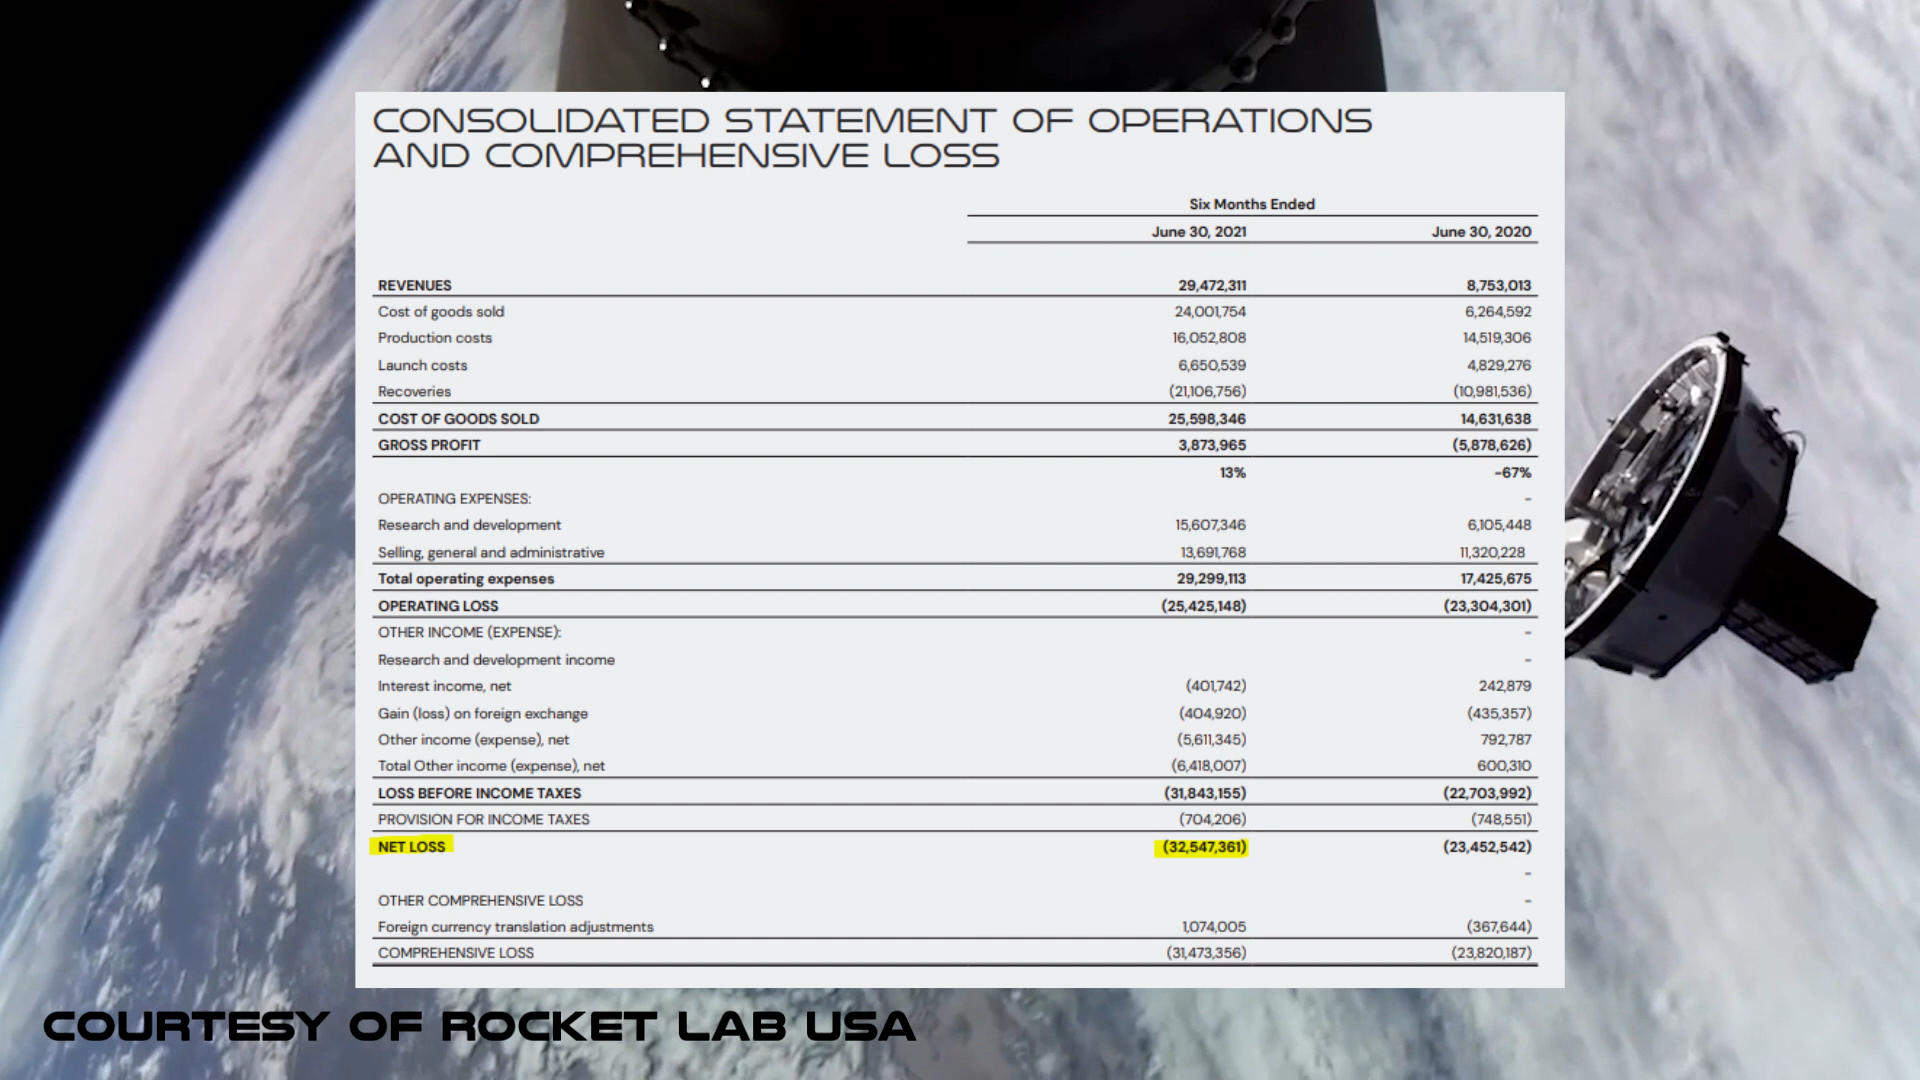 CONSOLIDATED STATEMENT OF OPERATIONS
AND COMPREHENSIVE LOSS
Six Months Ended
June 30, 2021 June 30, 2020
REVENUES 29,472,311 8,753,013
Cost of goods sold 24,001,754 6,264,592
Production costs 16,052,808 14,519,306
Launch costs 6,650,539 4,829,276
Recoveries (21,106,756) (10,981,536)
COST OF GOODS SOLD 25,598,346 14,631,638
GROSS PROFIT 3,873,965 (5,878,626)
13% -67%
OPERATING EXPENSES: -
Research and development 15,607,346 6,105,448
Selling, general and administrative 13,691,768 11,320,228
Total operating expenses 29,299,113 17,425,675
OPERATING LOSS (25,425,148) (23,304,301)
OTHER INCOME (EXPENSE): -
Research and development income -
Interest income, net (401,742) 242,879
Gain (loss) on foreign exchange (404,920) (435,357)
Other income (expense), net (5,611,345) 792,787
Total Other income (expense), net (6,418,007) 600,310
LOSS BEFORE INCOME TAXES (31,843,155) (22,703,992)
PROVISION FOR INCOME TAXES (704,206) (748,551)
NET LOSS (32,547,361) (23,452,542)
-
OTHER COMPREHENSIVE LOSS -
Foreign currency translation adjustments 1,074,005 (367,644)
COMPREHENSIVE LOSS (31,473,356) (23,820,187)
COURTESY OF ROCKET LAB USA